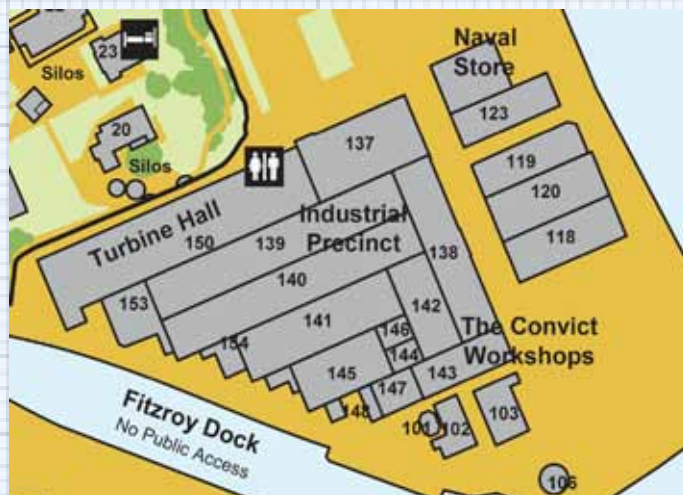 23
Silos
20
Silos
Naval
Store
123
137
119
120
118
Turbine Hall
150
139
Industrial
Precinct
138
140
153
141
142
154
146
144
145
The Convict
Workshops
143
147
148
Fitzroy Dock
No Public Access
101
102
103
106